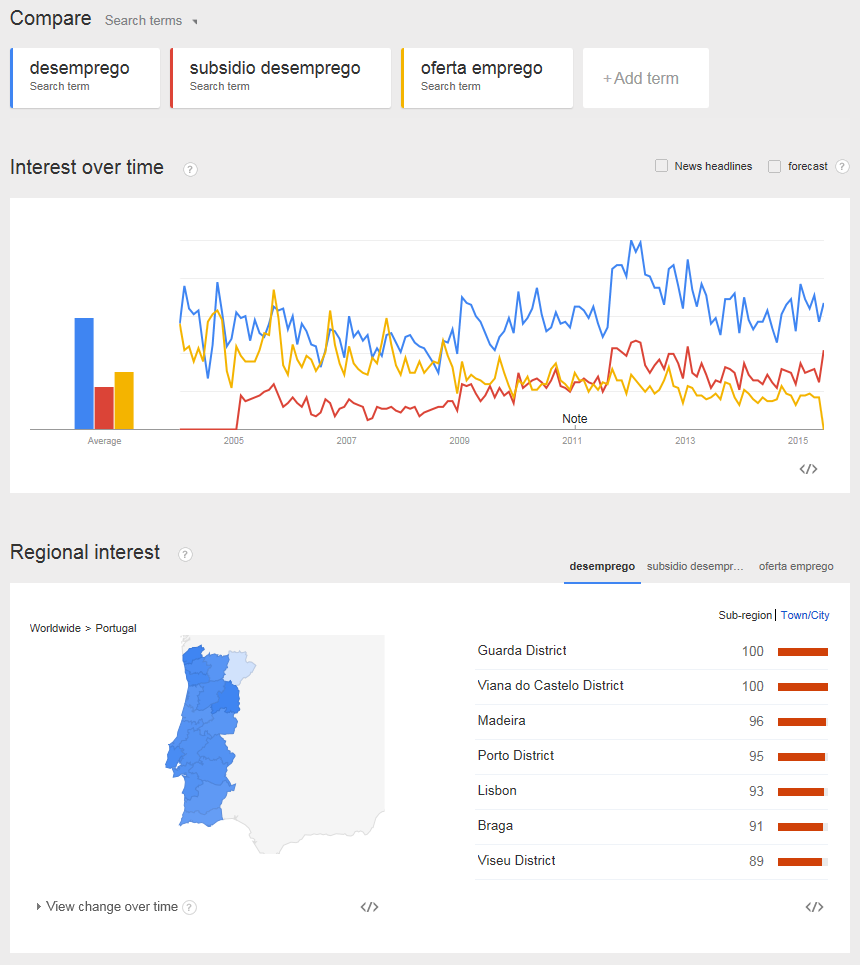 Compare Search terms
desemprego
Search term
subsidio desemprego
Search term
oferta emprego
Search term
+Add term
Interest over time ?
News headlines
forecast ?
Note
Average
2005 2007 2009 2011 2013 2015
</>
Regional interest ?
desemprego subsidio desempr... oferta emprego
Sub-region | Town/City
Worldwide > Portugal
Guarda District 100
Viana do Castelo District 100
Madeira 96
Porto District 95
Lisbon 93
Braga 91
Viseu District 89
View change over time ?
</>
</>